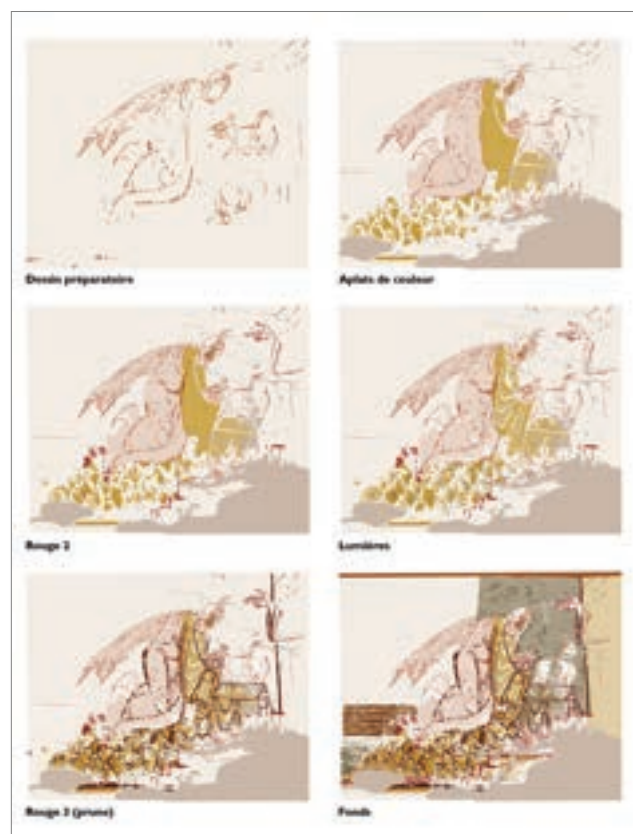 Dessin préparatoire
Aplats de couleur
Rouge 2
Lumières
Rouge 3 (prune)
Fonds